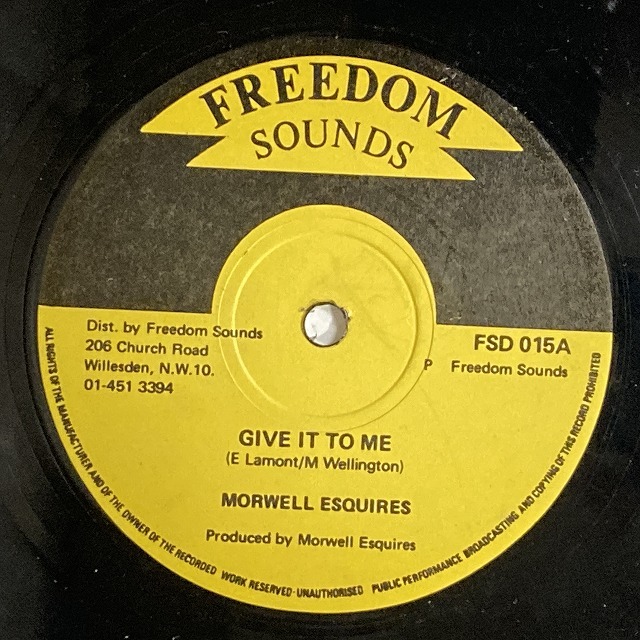 FREEDOM
SOUNDS
Dist. by Freedom Sounds
206 Church Road
Willesden, N.W.10.
01-451 3394
FSD 015A
P Freedom Sounds
GIVE IT TO ME
(E Lamont/M Wellington)
MORWELL ESQUIRES
Produced by Morwell Esquires
ALL RIGHTS OF THE MANUFACTURER AND OF THE OWNER OF THE RECORDED WORK RESERVED·UNAUTHORISED PUBLIC PERFORMANCE BROADCASTING AND COPYING OF THIS RECORD PROHIBITED